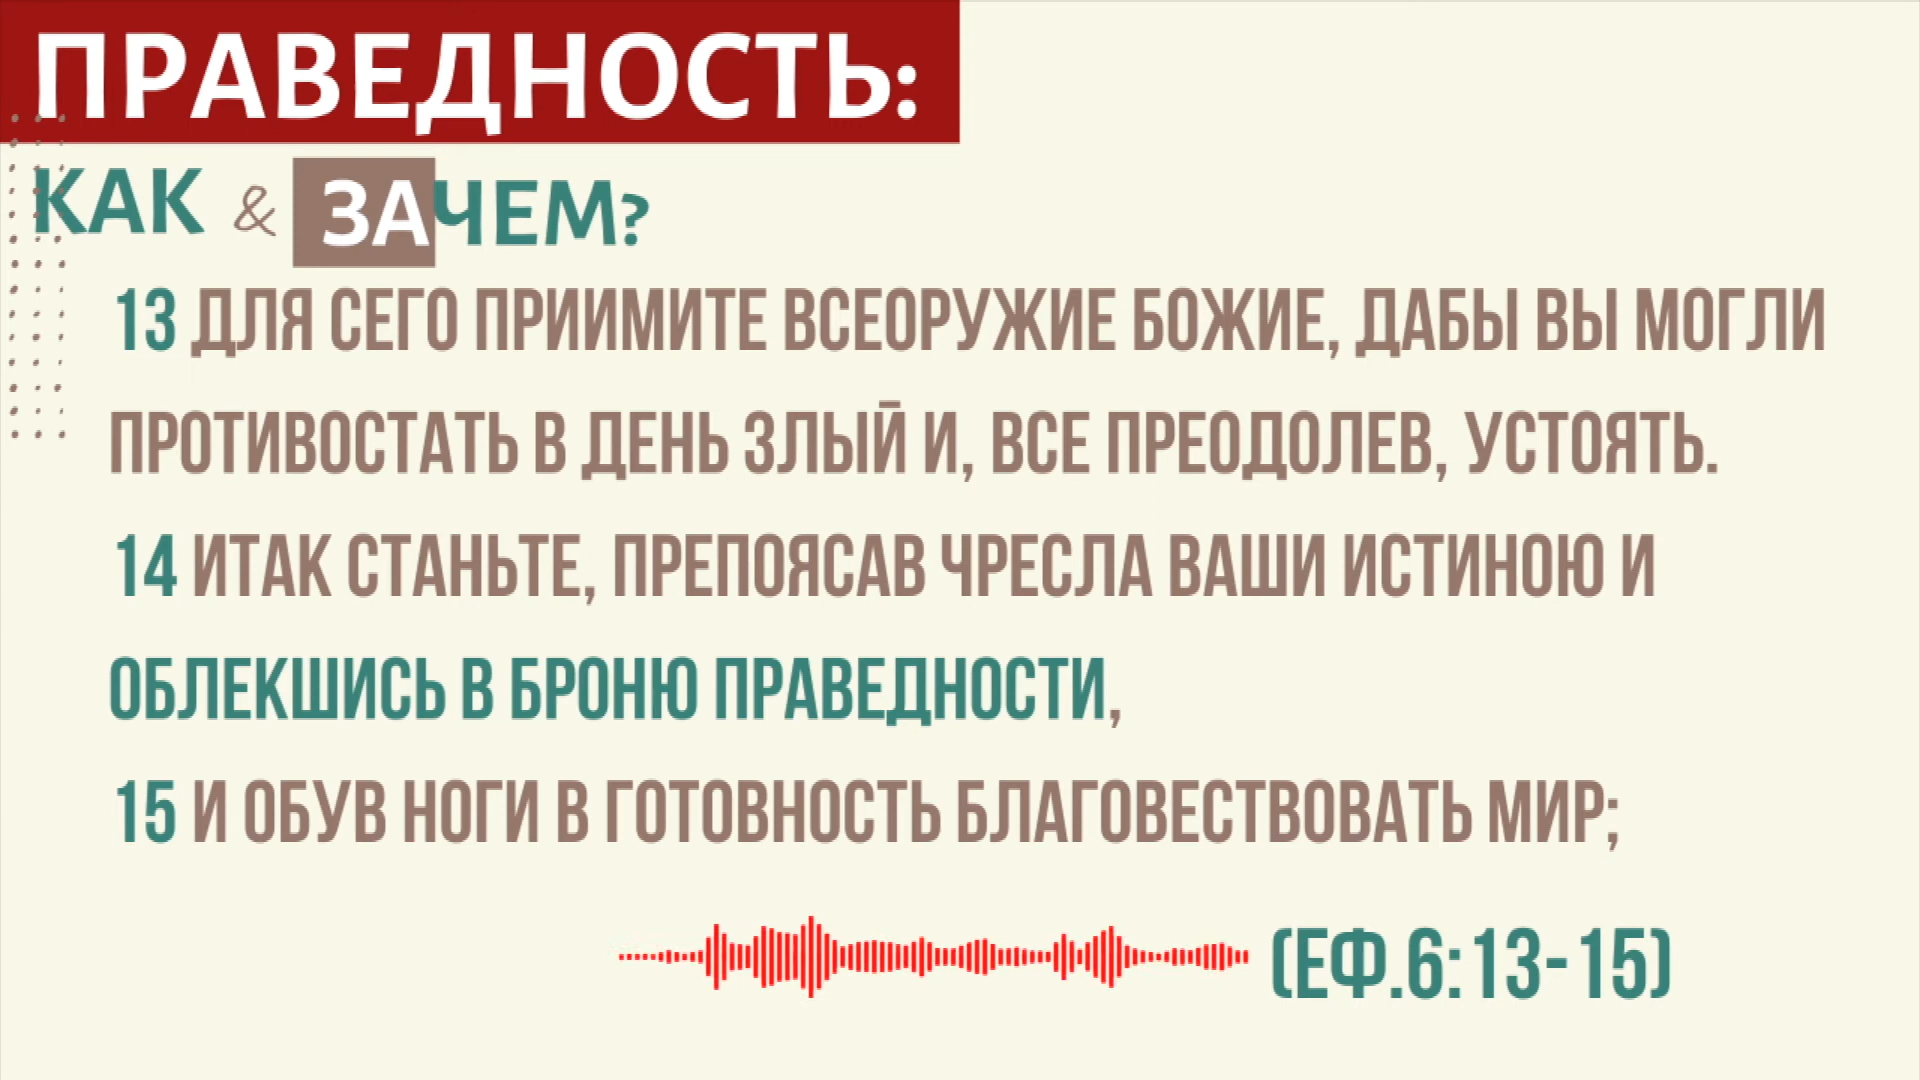 ПРАВЕДНОСТЬ:
КАК & ЗАЧЕМ?
13 ДЛЯ СЕГО ПРИИМИТЕ ВСЕОРУЖИЕ БОЖИЕ, ДАБЫ ВЫ МОГЛИ
ПРОТИВОСТАТЬ В ДЕНЬ ЗЛЫЙ И, ВСЕ ПРЕОДОЛЕВ, УСТОЯТЬ.
14 ИТАК СТАНЬТЕ, ПРЕПОЯСАВ ЧРЕСЛА ВАШИ ИСТИНОЮ И
ОБЛЕКШИСЬ В БРОНЮ ПРАВЕДНОСТИ,
15 И ОБУВ НОГИ В ГОТОВНОСТЬ БЛАГОВЕСТВОВАТЬ МИР;
(ЕФ.6:13-15)